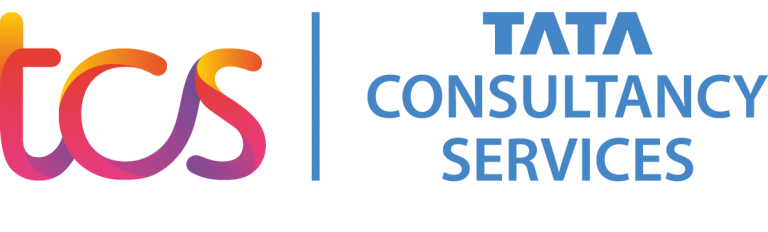 tcs
TATA
CONSULTANCY
SERVICES